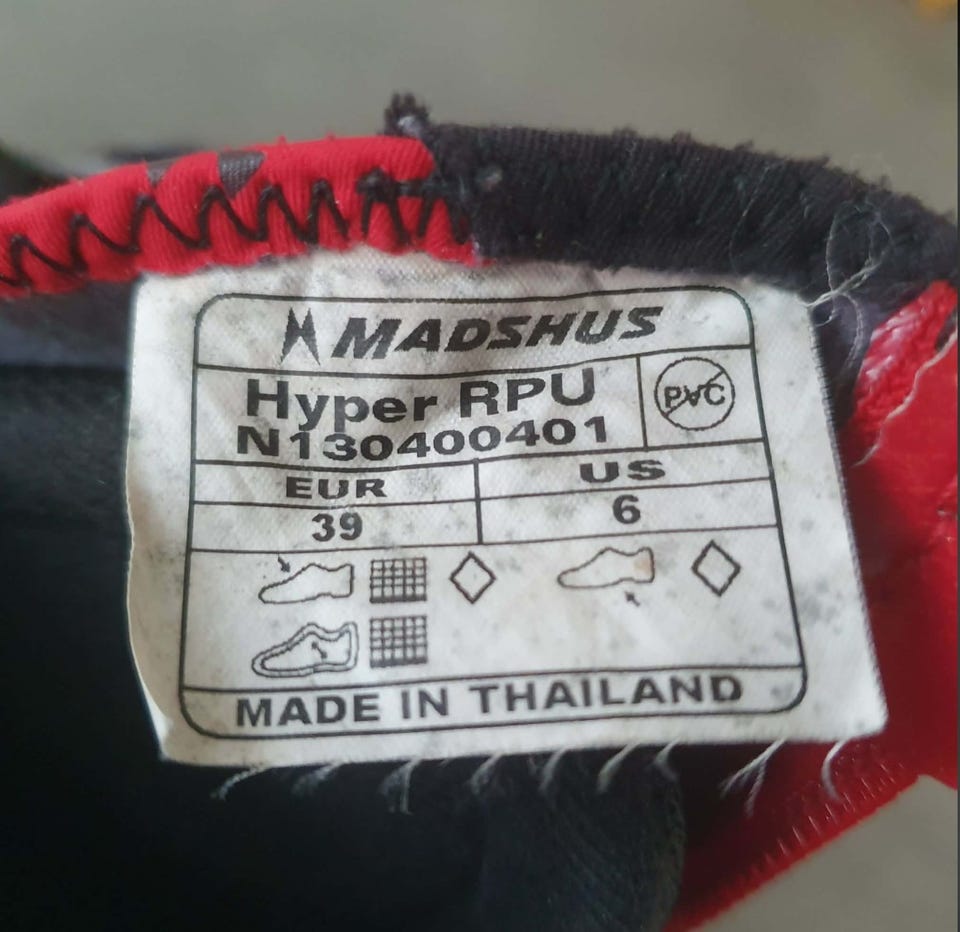 MADSHUS
Hyper RPU
N130400401
PVC
EUR US
39 6
MADE IN THAILAND